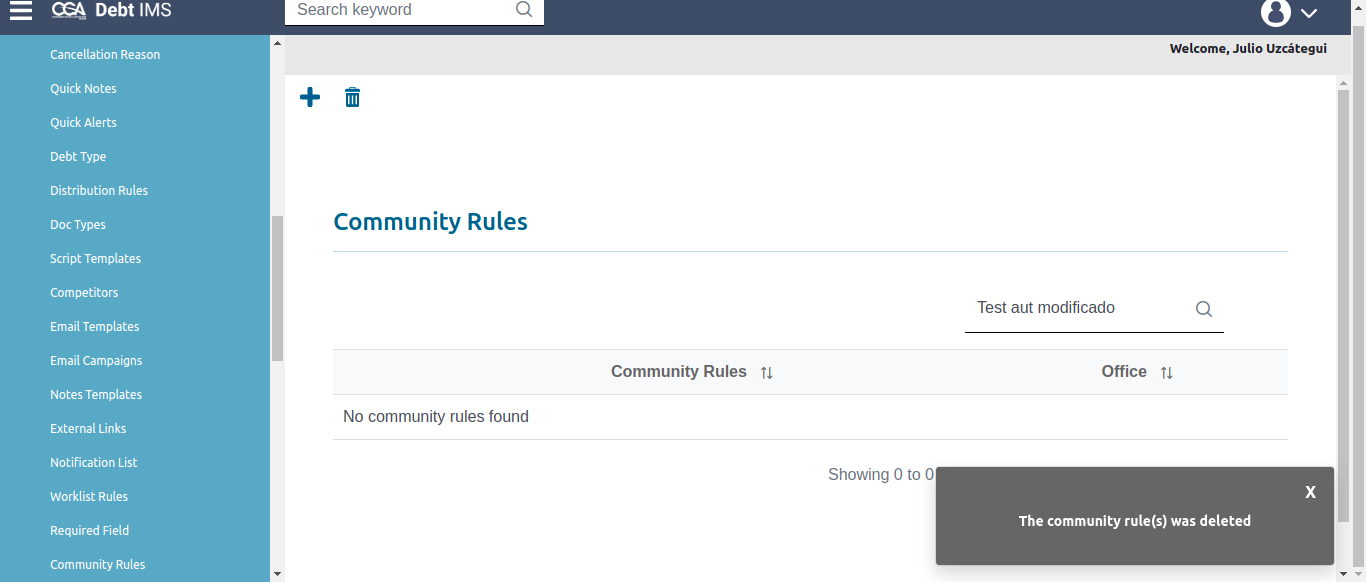 CGA Debt IMS
Search keyword
Welcome, Julio Uzcátegui
Cancellation Reason
Quick Notes
Quick Alerts
Debt Type
Distribution Rules
Doc Types
Script Templates
Competitors
Email Templates
Email Campaigns
Notes Templates
External Links
Notification List
Worklist Rules
Required Field
Community Rules
Community Rules
Test aut modificado
Community Rules Office
No community rules found
Showing 0 to 0
X
The community rule(s) was deleted